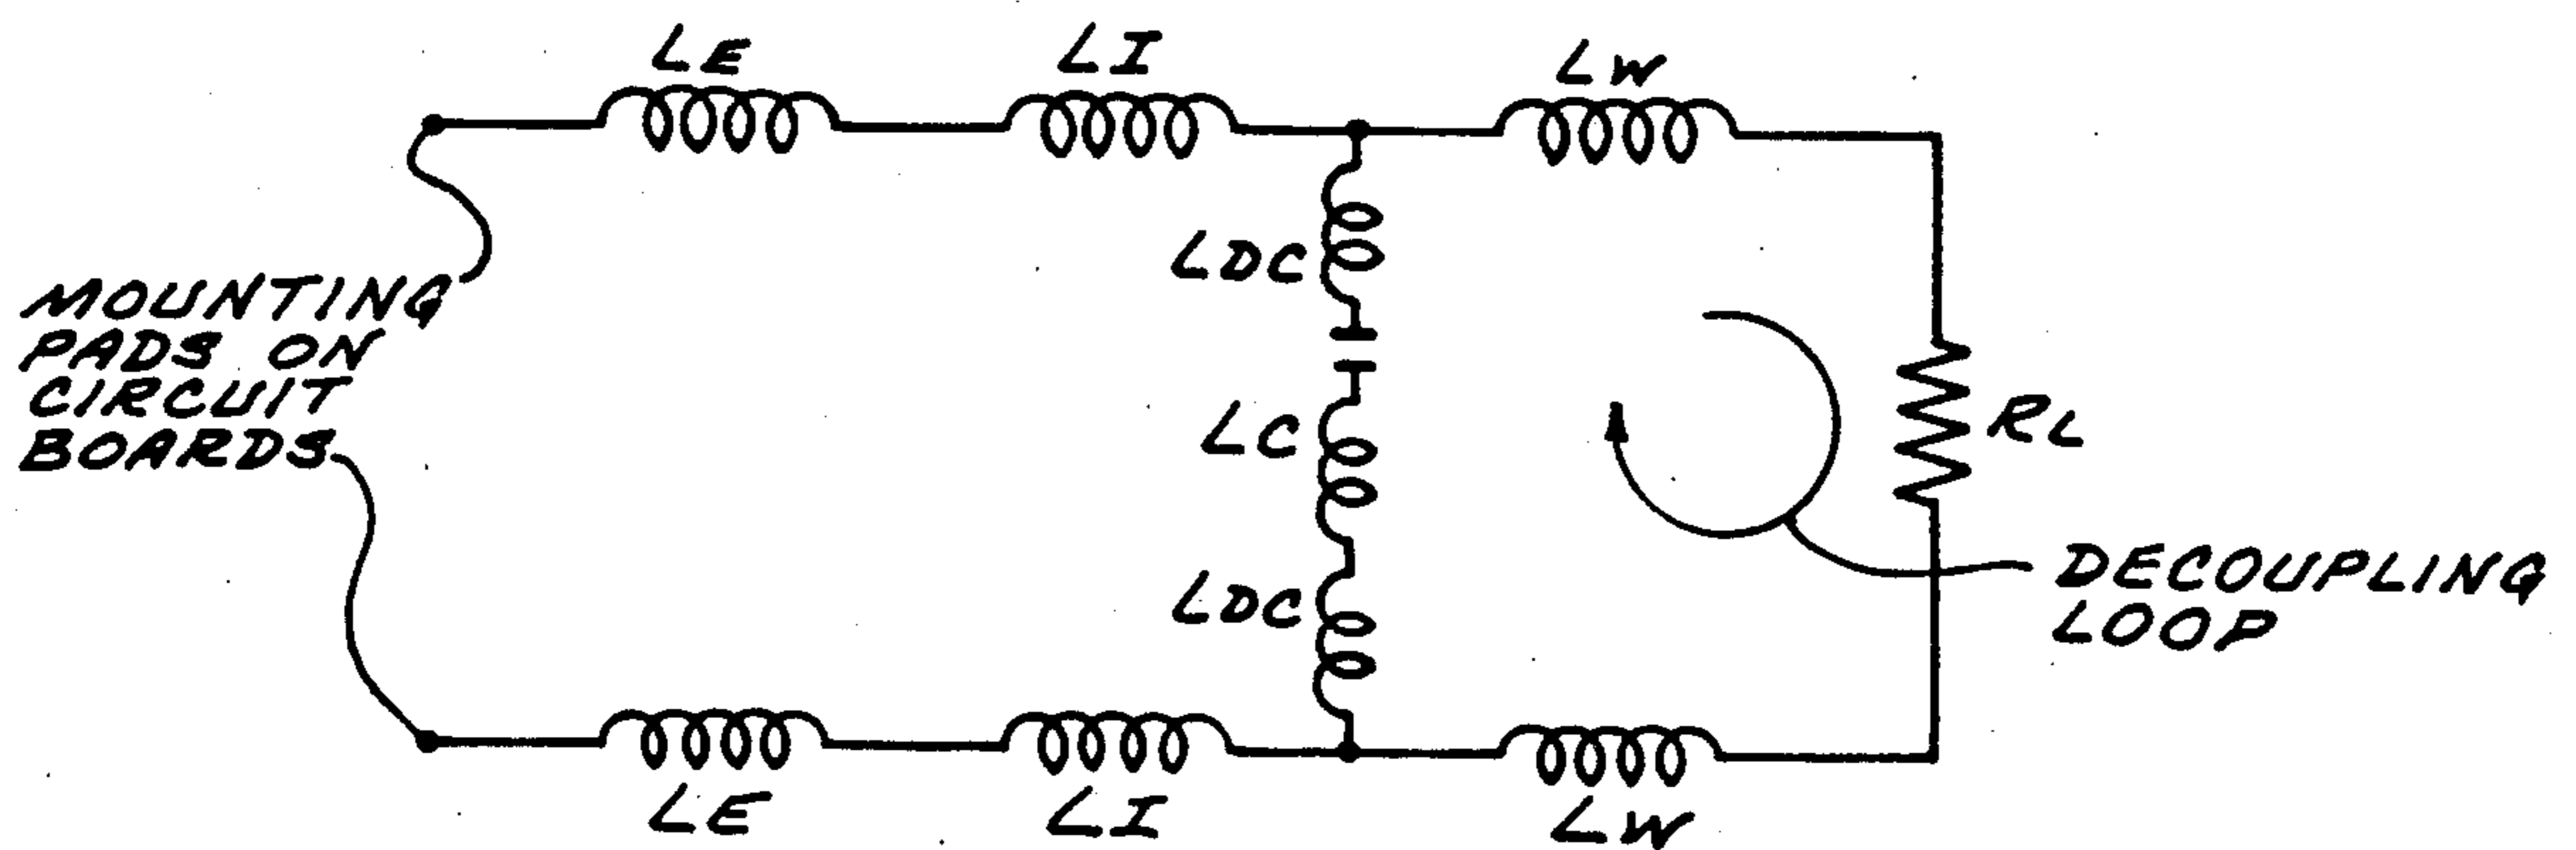 LE
LI
LW
LDC
MOUNTING
PADS ON
CIRCUIT
BOARDS
LC
RL
LDC
DECOUPLING
LOOP
LE
LI
LW